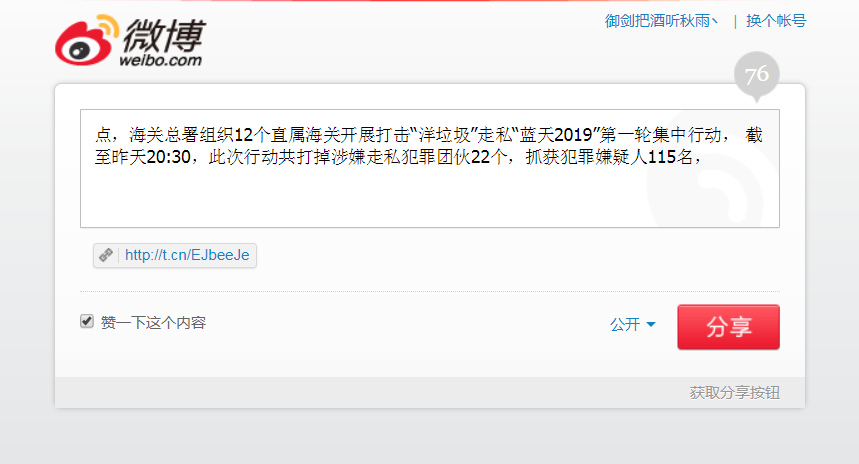 微博
weibo.com
御剑把酒听秋雨丶 | 换个帐号
76
点，海关总署组织12个直属海关开展打击“洋垃圾”走私“蓝天2019”第一轮集中行动， 截
至昨天20:30，此次行动共打掉涉嫌走私犯罪团伙22个，抓获犯罪嫌疑人115名，
http://t.cn/EJbeeJe
赞一下这个内容
公开
分享
获取分享按钮